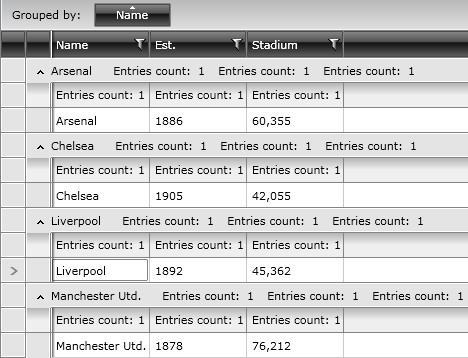 Grouped by: Name
Name Est. Stadium
Arsenal Entries count: 1 Entries count: 1 Entries count: 1
Entries count: 1 Entries count: 1 Entries count: 1
Arsenal 1886 60,355
Chelsea Entries count: 1 Entries count: 1 Entries count: 1
Entries count: 1 Entries count: 1 Entries count: 1
Chelsea 1905 42,055
Liverpool Entries count: 1 Entries count: 1 Entries count: 1
Entries count: 1 Entries count: 1 Entries count: 1
Liverpool 1892 45,362
Manchester Utd. Entries count: 1 Entries count: 1 Entries count: 1
Entries count: 1 Entries count: 1 Entries count: 1
Manchester Utd. 1878 76,212